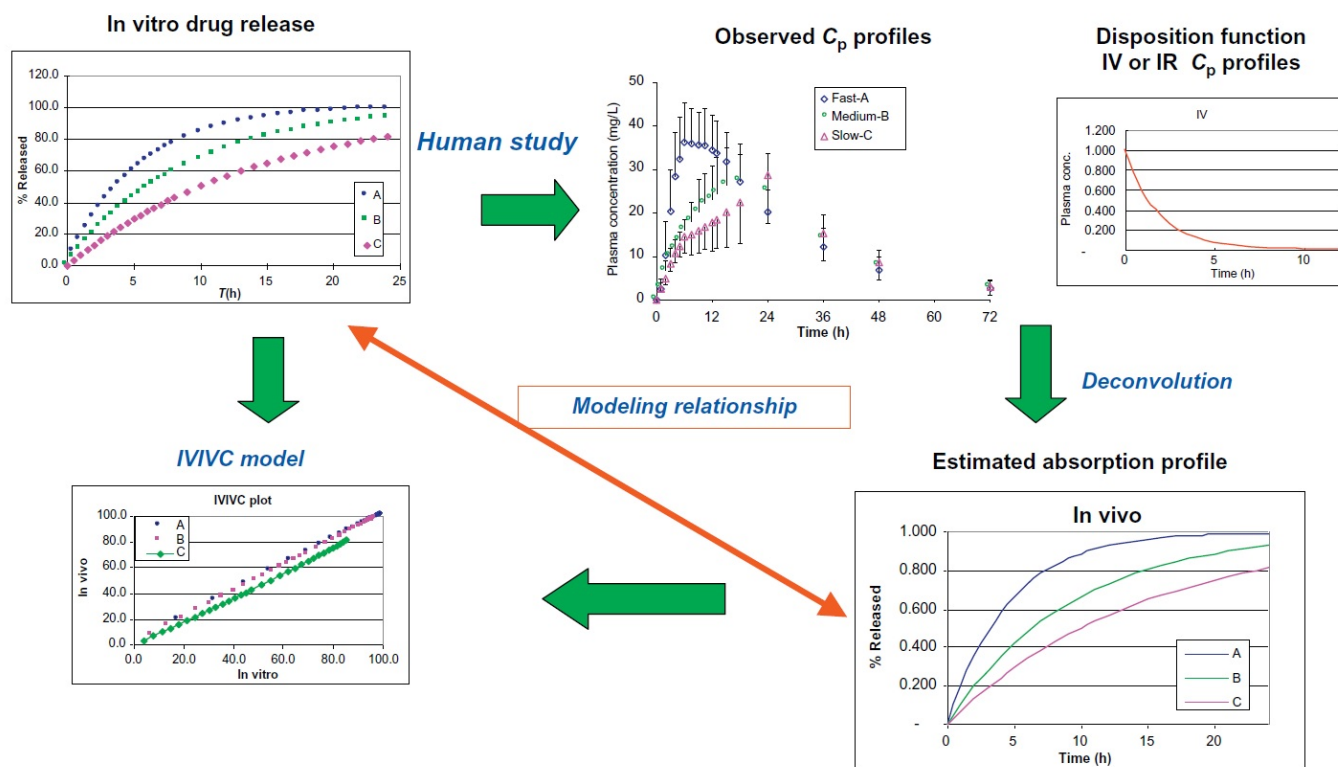 In vitro drug release
120.0
100.0
80.0
60.0
40.0
20.0
0.0
% Released
0
5
10
15
20
25
T(h)
A
B
C
Human study
Observed Cp profiles
50
40
30
20
10
0
Plasma concentration (mg/L)
Fast-A
Medium-B
Slow-C
0
12
24
36
48
60
72
Time (h)
Disposition function
IV or IR Cp profiles
IV
1.000
1.000
0.800
0.600
0.400
0.200
-
Plasma conc.
0
5
10
Time (h)
Deconvolution
Modeling relationship
IVIVC model
IVIVC plot
100.0
80.0
60.0
40.0
20.0
0.0
In vivo
A
B
C
0.0
20.0
40.0
60.0
80.0
100.0
In vitro
Estimated absorption profile
In vivo
1.000
0.800
0.600
0.400
0.200
-
% Released
A
B
C
0
5
10
15
20
Time (h)